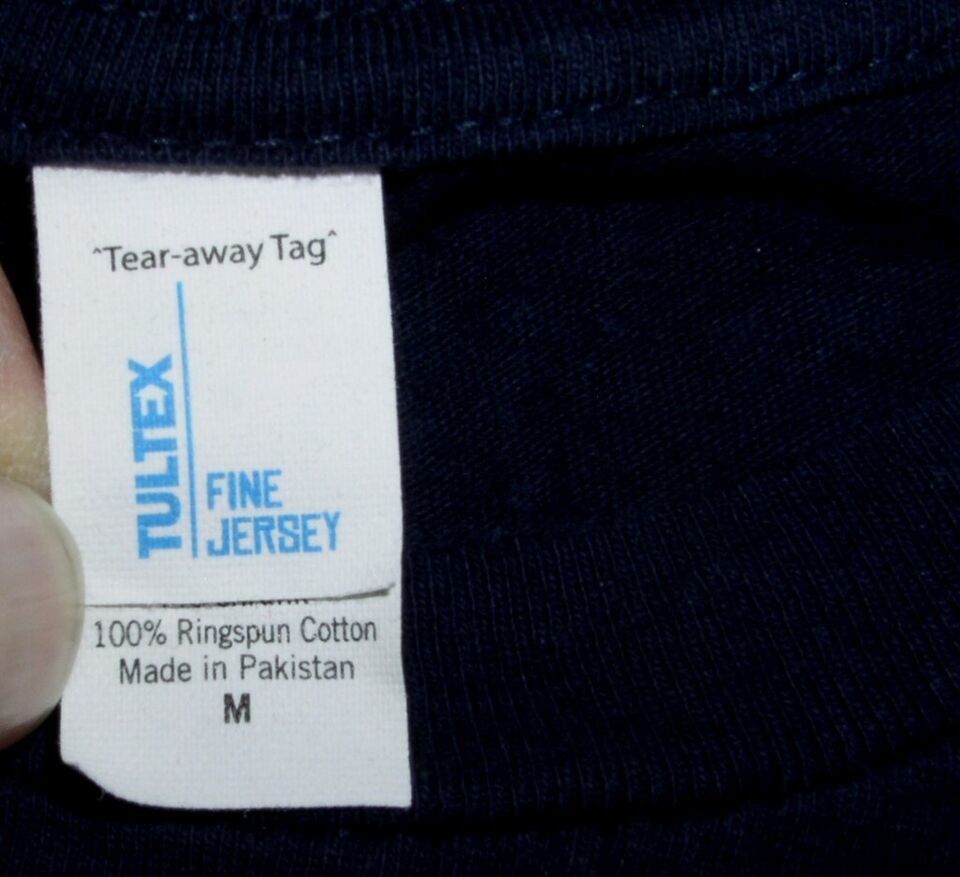 ^Tear-away Tag^
TULTEX
FINE
JERSEY
100% Ringspun Cotton
Made in Pakistan
M